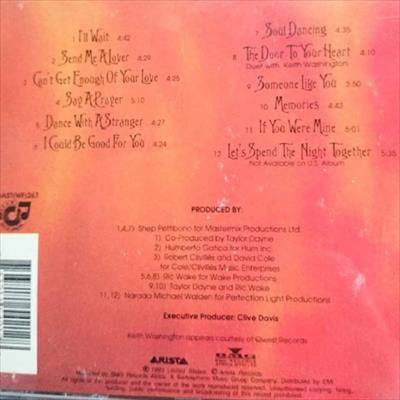 1 I'll Wait 4:42
2 Send Me A Lover 4:29
3 Can't Get Enough Of Your Love 4:25
4 Say A Prayer 5:10
5 Dance With A Stranger 4:39
6 I Could Be Good For You 4:24
7 Soul Dancing 4:35
8 The Door To Your Heart 4:10
Duet with Keith Washington
9 Someone Like You 5:50
10 Memories 4:43
11 If You Were Mine 5:01
12 Let's Spend The Night Together 5:35
Not Available on U.S. Album
PRODUCED BY:
1,4,7) Shep Pettibone for Mastermix Productions Ltd.
1) Co-Produced by Taylor Dayne
2) Humberto Gatica for Hum Inc.
3) Robert Clivillés and David Cole
for Cole/Clivillés Music Enterprises
5,6,8) Ric Wake for Wake Productions
9,10) Taylor Dayne and Ric Wake
11, 12) Narada Michael Walden for Perfection Light Productions
Executive Producer: Clive Davis
Keith Washington appears courtesy of Qwest Records
ARISTA
BMG